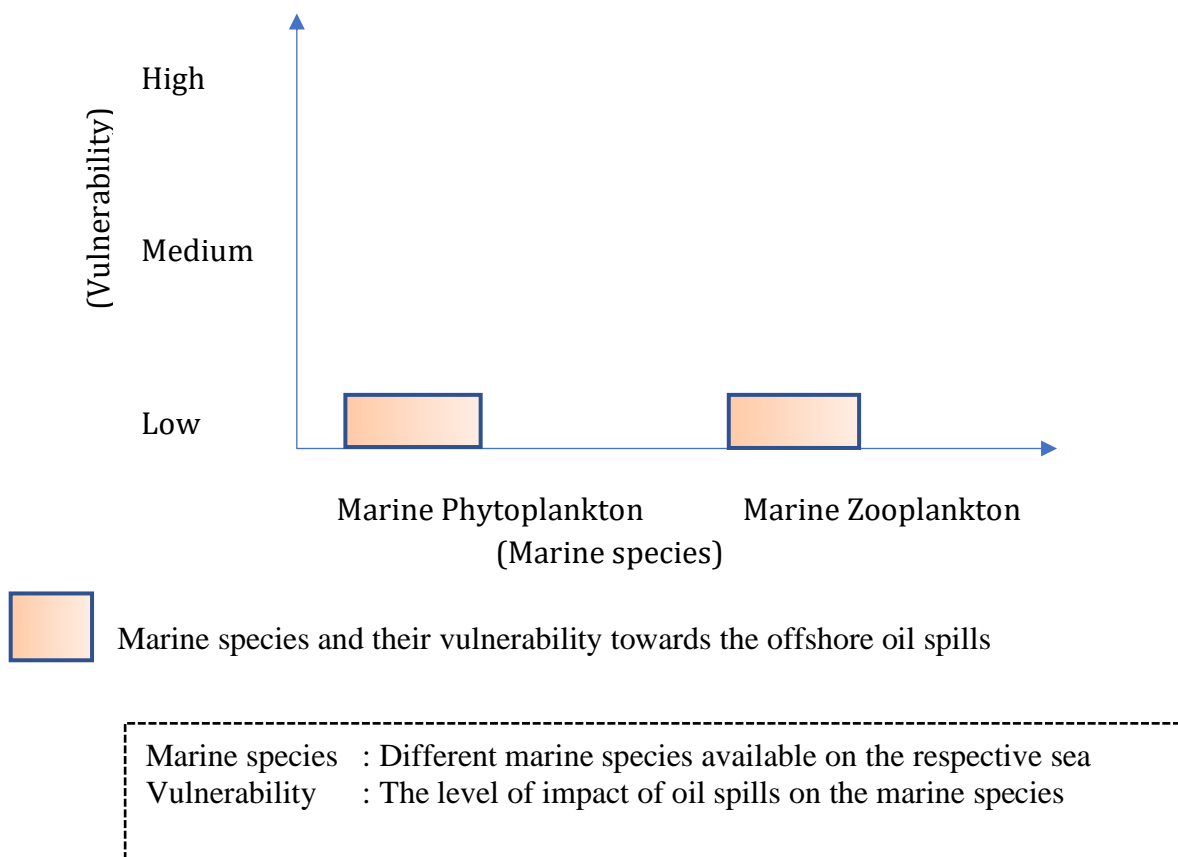 High
(Vulnerability)
Medium
Low
Marine Phytoplankton Marine Zooplankton
(Marine species)
Marine species and their vulnerability towards the offshore oil spills
Marine species : Different marine species available on the respective sea
Vulnerability : The level of impact of oil spills on the marine species